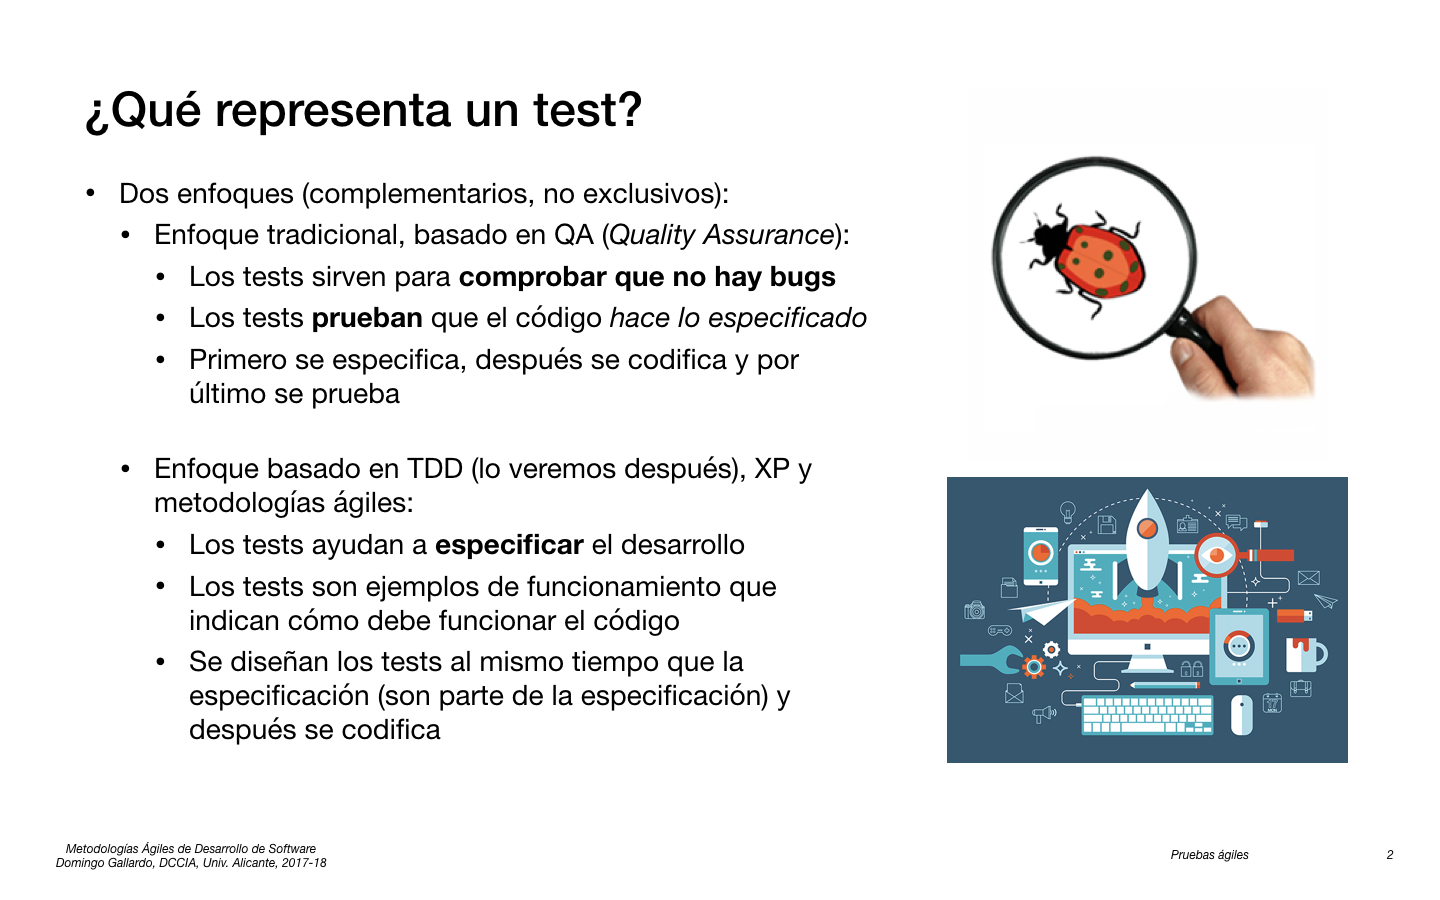 ¿Qué representa un test?
• Dos enfoques (complementarios, no exclusivos):
• Enfoque tradicional, basado en QA (Quality Assurance):
• Los tests sirven para comprobar que no hay bugs
• Los tests prueban que el código hace lo especificado
• Primero se especifica, después se codifica y por
último se prueba
• Enfoque basado en TDD (lo veremos después), XP y
metodologías ágiles:
• Los tests ayudan a especificar el desarrollo
• Los tests son ejemplos de funcionamiento que
indican cómo debe funcionar el código
• Se diseñan los tests al mismo tiempo que la
especificación (son parte de la especificación) y
después se codifica
17
Metodologías Ágiles de Desarrollo de Software
Domingo Gallardo, DCCIA, Univ. Alicante, 2017-18
Pruebas ágiles
2